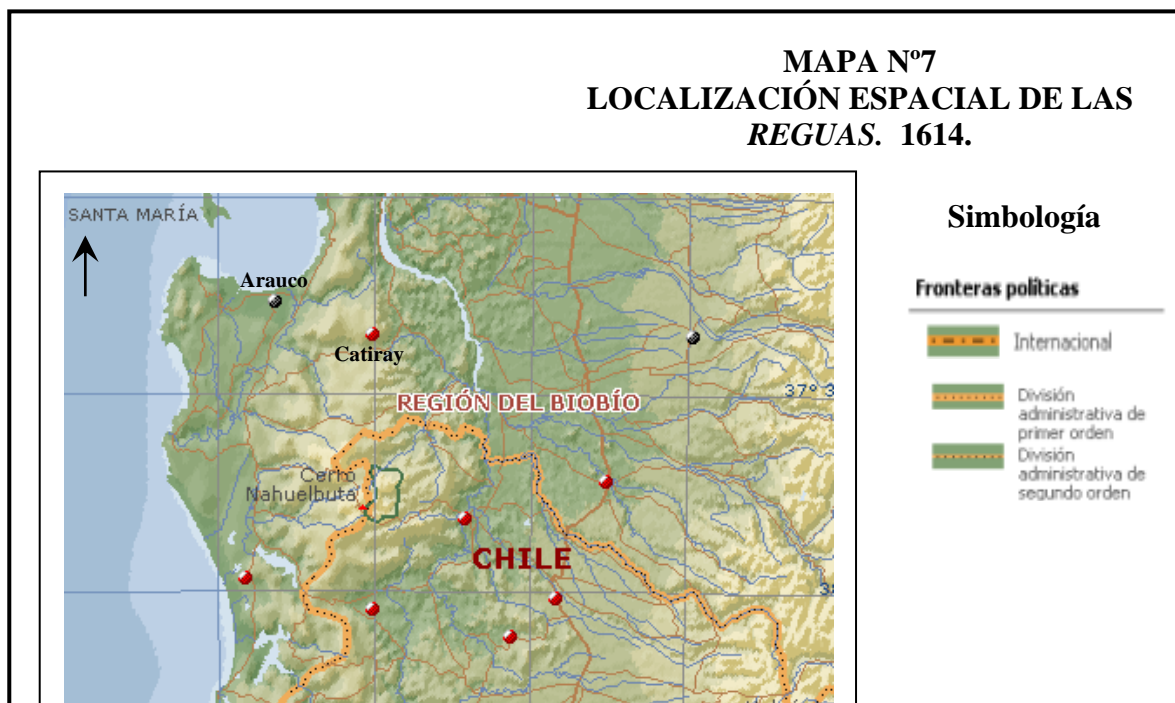 MAPA Nº7
LOCALIZACIÓN ESPACIAL DE LAS
REGUAS. 1614.
SANTA MARÍA
Arauco
Catiray
REGIÓN DEL BIOBÍO
37° 3
Cerro
Nahuelbuta
CHILE
Simbología
Fronteras políticas
Internacional
División
administrativa de
primer orden
División
administrativa de
segundo orden